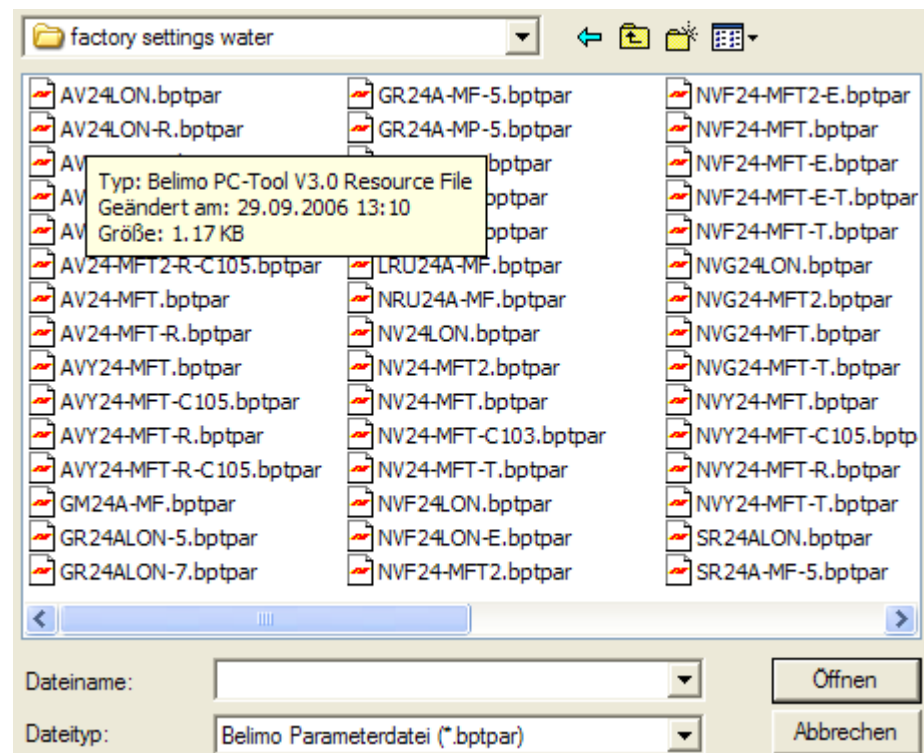 factory settings water
AV24LON.bptpar
AV24LON-R.bptpar
AV
AV
AV
AV24-MFT2-R-C105.bptpar
AV24-MFT.bptpar
AV24-MFT-R.bptpar
AVY24-MFT.bptpar
AVY24-MFT-C105.bptpar
AVY24-MFT-R.bptpar
AVY24-MFT-R-C105.bptpar
GM24A-MF.bptpar
GR24ALON-5.bptpar
GR24ALON-7.bptpar
Typ: Belimo PC-Tool V3.0 Resource File
Geändert am: 29.09.2006 13:10
Größe: 1.17 KB
GR24A-MF-5.bptpar
GR24A-MP-5.bptpar
bptpar
ptpar
ptpar
LRU24A-MF.bptpar
NRU24A-MF.bptpar
NV24LON.bptpar
NV24-MFT2.bptpar
NV24-MFT.bptpar
NV24-MFT-C103.bptpar
NV24-MFT-T.bptpar
NVF24LON.bptpar
NVF24LON-E.bptpar
NVF24-MFT2.bptpar
NVF24-MFT2-E.bptpar
NVF24-MFT.bptpar
NVF24-MFT-E.bptpar
NVF24-MFT-E-T.bptpar
NVF24-MFT-T.bptpar
NVG24LON.bptpar
NVG24-MFT2.bptpar
NVG24-MFT.bptpar
NVG24-MFT-T.bptpar
NVY24-MFT.bptpar
NVY24-MFT-C105.bptp
NVY24-MFT-R.bptpar
NVY24-MFT-T.bptpar
SR24ALON.bptpar
SR24A-MF-5.bptpar
Dateiname:
Öffnen
Dateityp:
Belimo Parameterdatei (*.bptpar)
Abbrechen